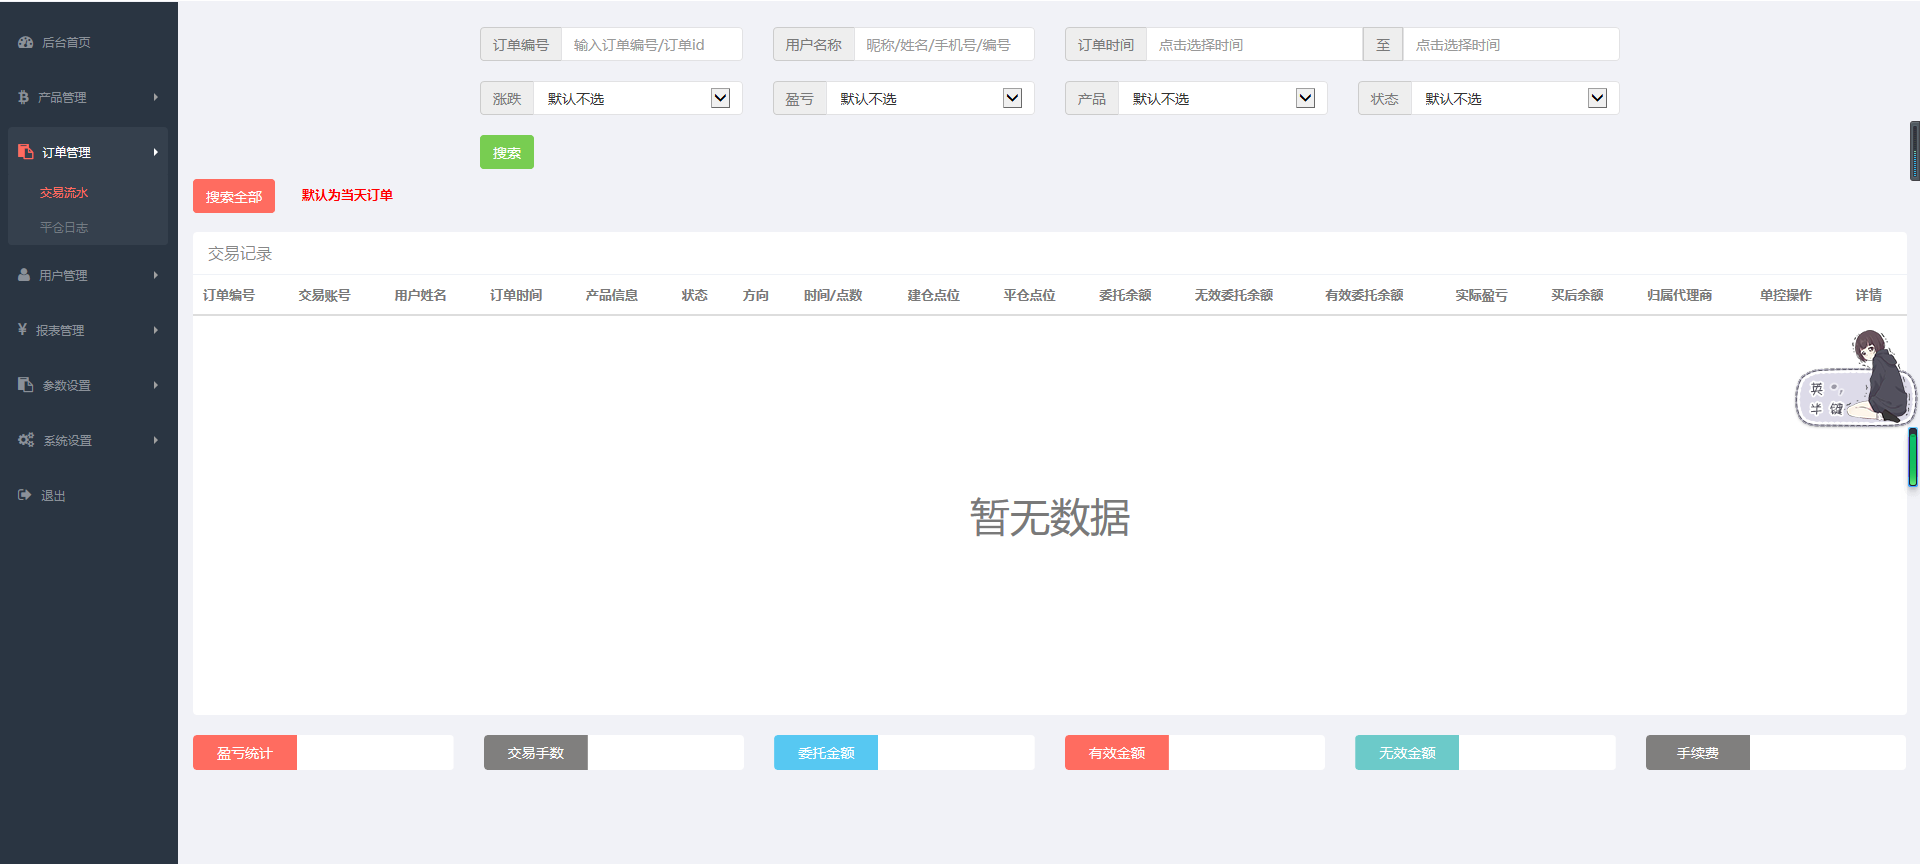 后台首页
产品管理
订单管理
交易流水
平仓日志
用户管理
报表管理
参数设置
系统设置
退出
订单编号 输入订单编号/订单id 用户名称 昵称/姓名/手机号/编号 订单时间 点击选择时间 至 点击选择时间
涨跌 默认不选 盈亏 默认不选 产品 默认不选 状态 默认不选
搜索
搜索全部 默认为当天订单
交易记录
订单编号 交易账号 用户姓名 订单时间 产品信息 状态 方向 时间/点数 建仓点位 平仓点位 委托余额 无效委托余额 有效委托余额 实际盈亏 买后余额 归属代理商 单控操作 详情
英
半 键
暂无数据
盈亏统计 交易手数 委托金额 有效金额 无效金额 手续费